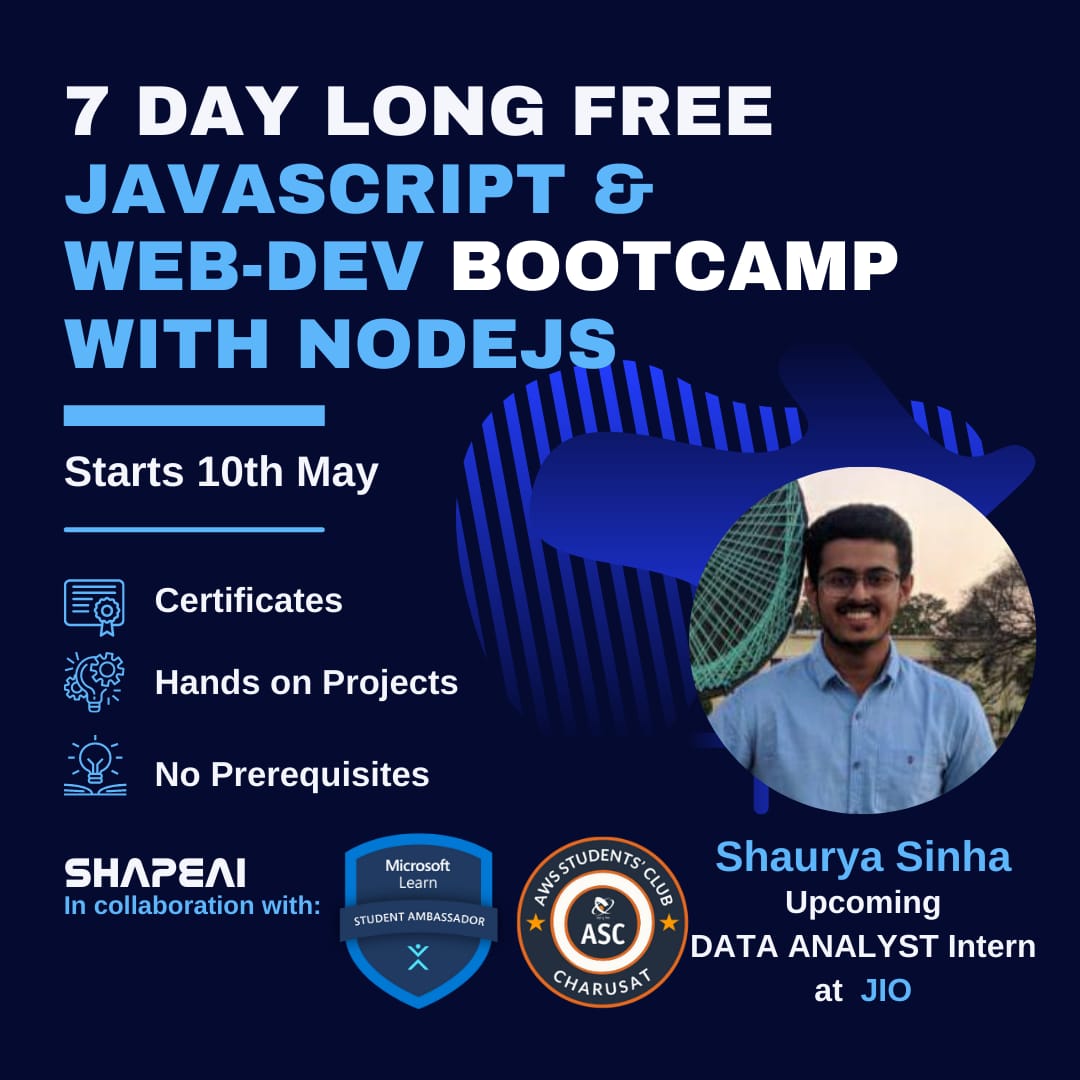 7 DAY LONG FREE
JAVASCRIPT &
WEB-DEV BOOTCAMP
WITH NODEJS
Starts 10th May
Certificates
Hands on Projects
No Prerequisites
SHAPEAI
In collaboration with:
Microsoft
Learn
STUDENT AMBASSADOR
AWS STUDENTS' CLUB
ASC
CHARUSAT
Shaurya Sinha
Upcoming
DATA ANALYST Intern
at JIO